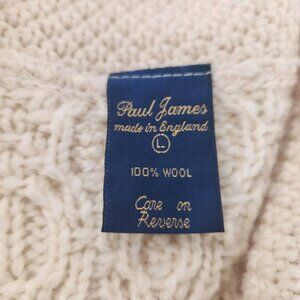 Paul James
made in England
L
100% WOOL
Care on
Reverse